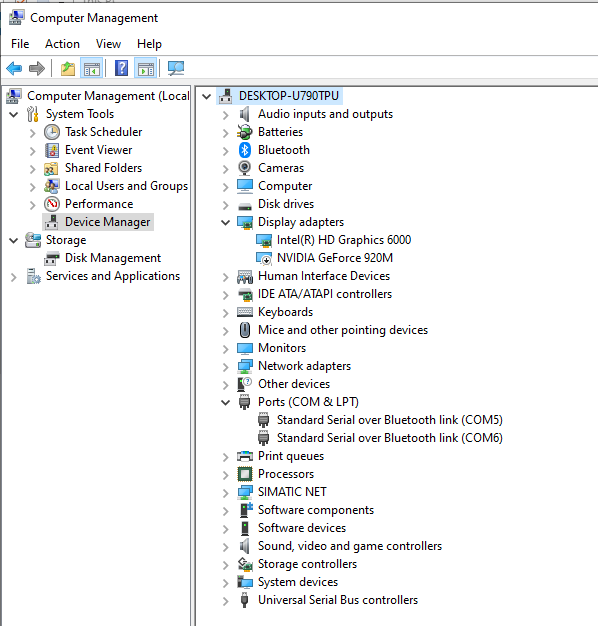 Computer Management
File Action View Help
Computer Management (Local
System Tools
Task Scheduler
Event Viewer
Shared Folders
Local Users and Groups
Performance
Device Manager
Storage
Disk Management
Services and Applications
DESKTOP-U790TPU
Audio inputs and outputs
Batteries
Bluetooth
Cameras
Computer
Disk drives
Display adapters
Intel(R) HD Graphics 6000
NVIDIA GeForce 920M
Human Interface Devices
IDE ATA/ATAPI controllers
Keyboards
Mice and other pointing devices
Monitors
Network adapters
Other devices
Ports (COM & LPT)
Standard Serial over Bluetooth link (COM5)
Standard Serial over Bluetooth link (COM6)
Print queues
Processors
SIMATIC NET
Software components
Software devices
Sound, video and game controllers
Storage controllers
System devices
Universal Serial Bus controllers